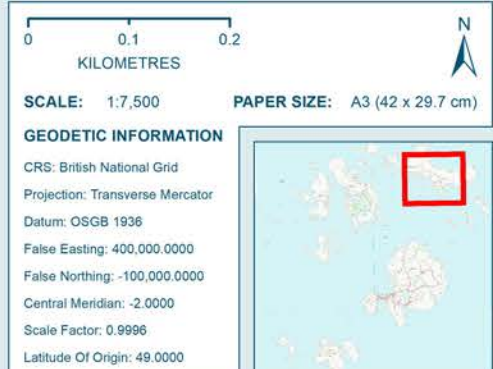 N
0 0.1 0.2
KILOMETRES
SCALE: 1:7,500 PAPER SIZE: A3 (42 x 29.7 cm)
GEODETIC INFORMATION
CRS: British National Grid
Projection: Transverse Mercator
Datum: OSGB 1936
False Easting: 400,000.0000
False Northing: -100,000.0000
Central Meridian: -2.0000
Scale Factor: 0.9996
Latitude Of Origin: 49.0000